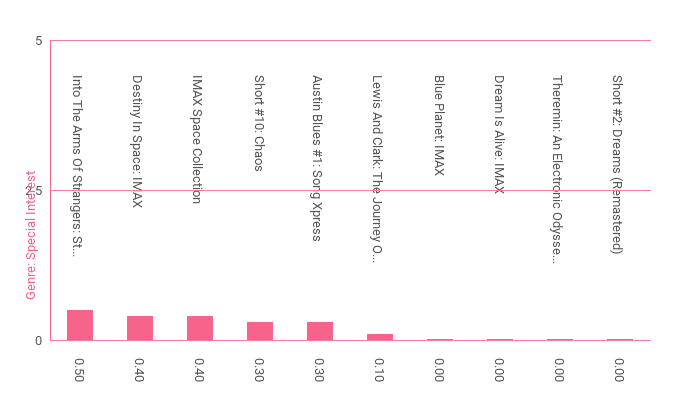 5
2.5
0
Genre: Special Interest
Into The Arms Of Strangers: St...
Destiny In Space: IMAX
IMAX Space Collection
Short #10: Chaos
Austin Blues #1: Song Xpress
Lewis And Clark: The Journey O...
Blue Planet: IMAX
Dream Is Alive: IMAX
Theremin: An Electronic Odysse...
Short #2: Dreams (Remastered)
0.50
0.40
0.40
0.30
0.30
0.10
0.00
0.00
0.00
0.00